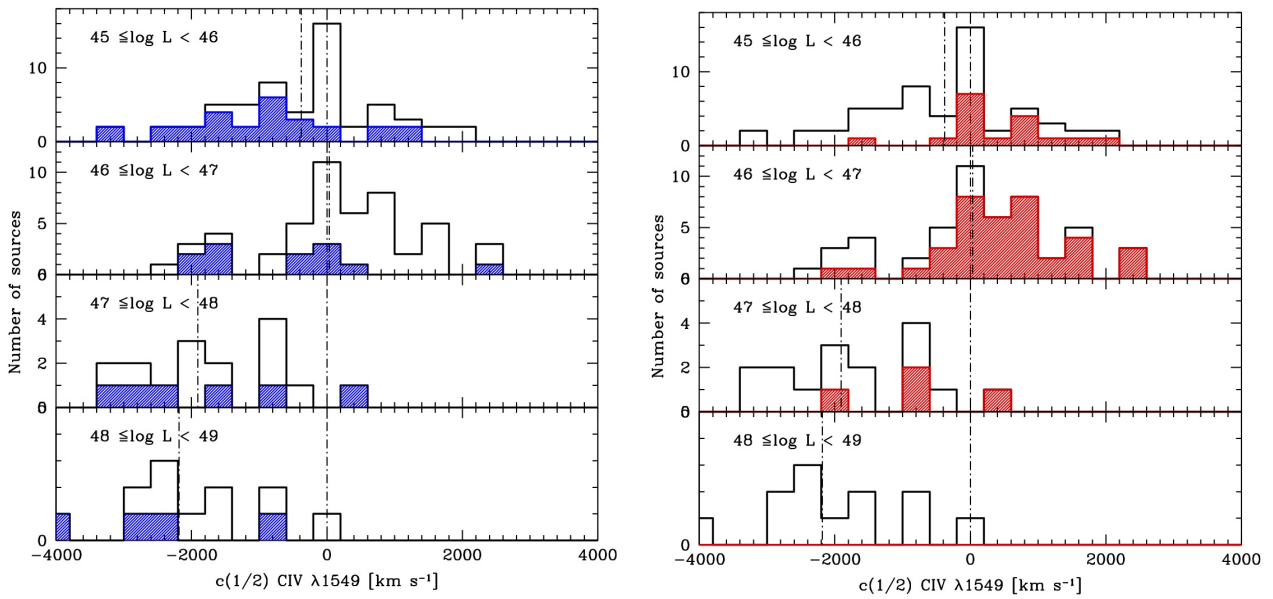 45 ≦log L < 46
10
0
46 ≦log L < 47
10
5
0
47 ≦log L < 48
4
2
0
48 ≦log L < 49
0
−4000 −2000 0 2000 4000
c(1/2) CIV λ1549 [km s⁻¹]
Number of sources
45 ≦log L < 46
10
0
46 ≦log L < 47
10
5
0
47 ≦log L < 48
4
2
0
48 ≦log L < 49
0
−4000 −2000 0 2000 4000
c(1/2) CIV λ1549 [km s⁻¹]
Number of sources